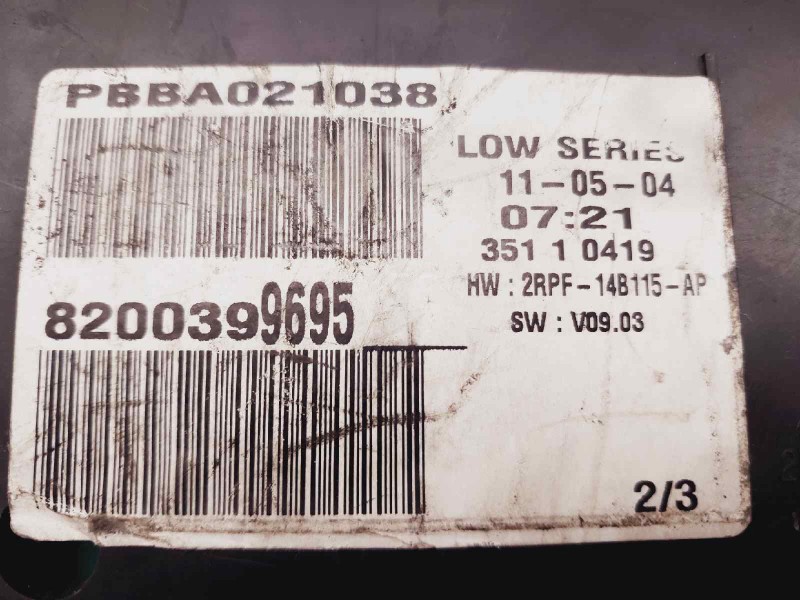 PBBA021038
LOW SERIES
11-05-04
07:21
351 1 0419
HW : 2RPF-14B115-AP
SW : V09.03
8200399695
2/3